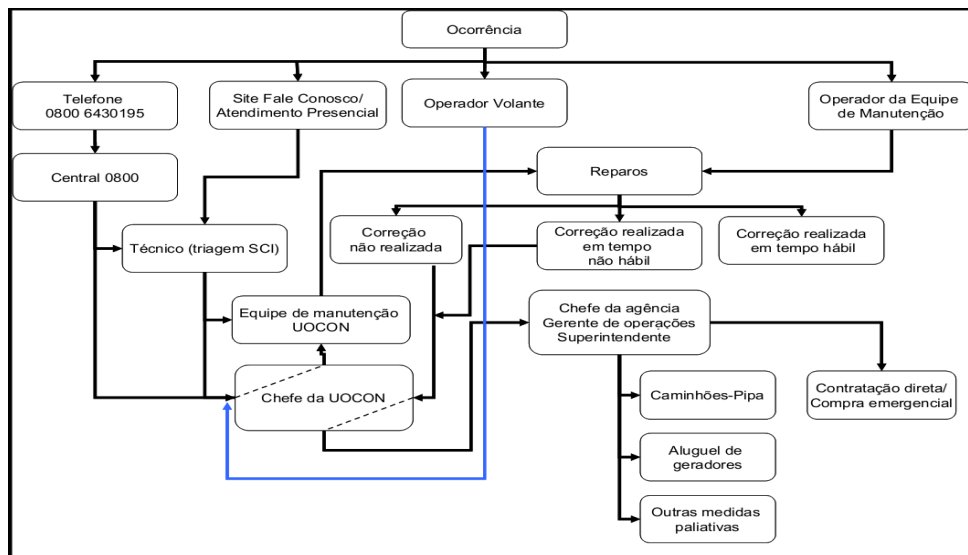 Ocorrência
Telefone
0800 6430195
Site Fale Conosco/
Atendimento Presencial
Operador Volante
Operador da Equipe
de Manutenção
Central 0800
Reparos
Técnico (triagem SCI)
Correção
não realizada
Correção realizada
em tempo
não hábil
Correção realizada
em tempo hábil
Equipe de manutenção
UOCON
Chefe da agência
Gerente de operações
Superintendente
Chefe da UOCON
Caminhões-Pipa
Contratação direta/
Compra emergencial
Aluguel de
geradores
Outras medidas
paliativas